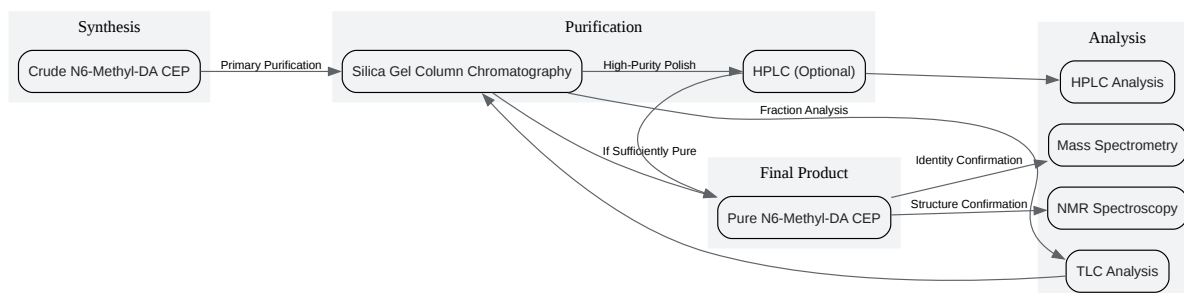 Synthesis
Crude N6-Methyl-DA CEP
Primary Purification
Purification
Silica Gel Column Chromatography
High-Purity Polish
HPLC (Optional)
Fraction Analysis
If Sufficiently Pure
Final Product
Pure N6-Methyl-DA CEP
Identity Confirmation
Structure Confirmation
Analysis
HPLC Analysis
Mass Spectrometry
NMR Spectroscopy
TLC Analysis